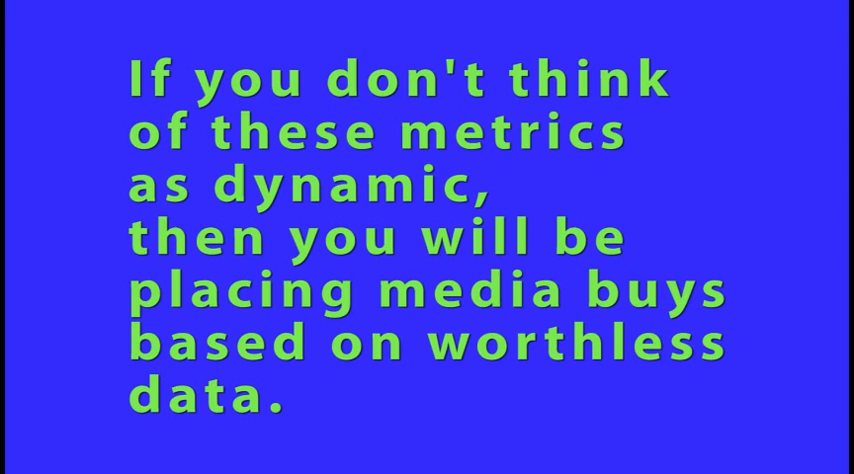 If you don't think
of these metrics
as dynamic,
then you will be
placing media buys
based on worthless
data.